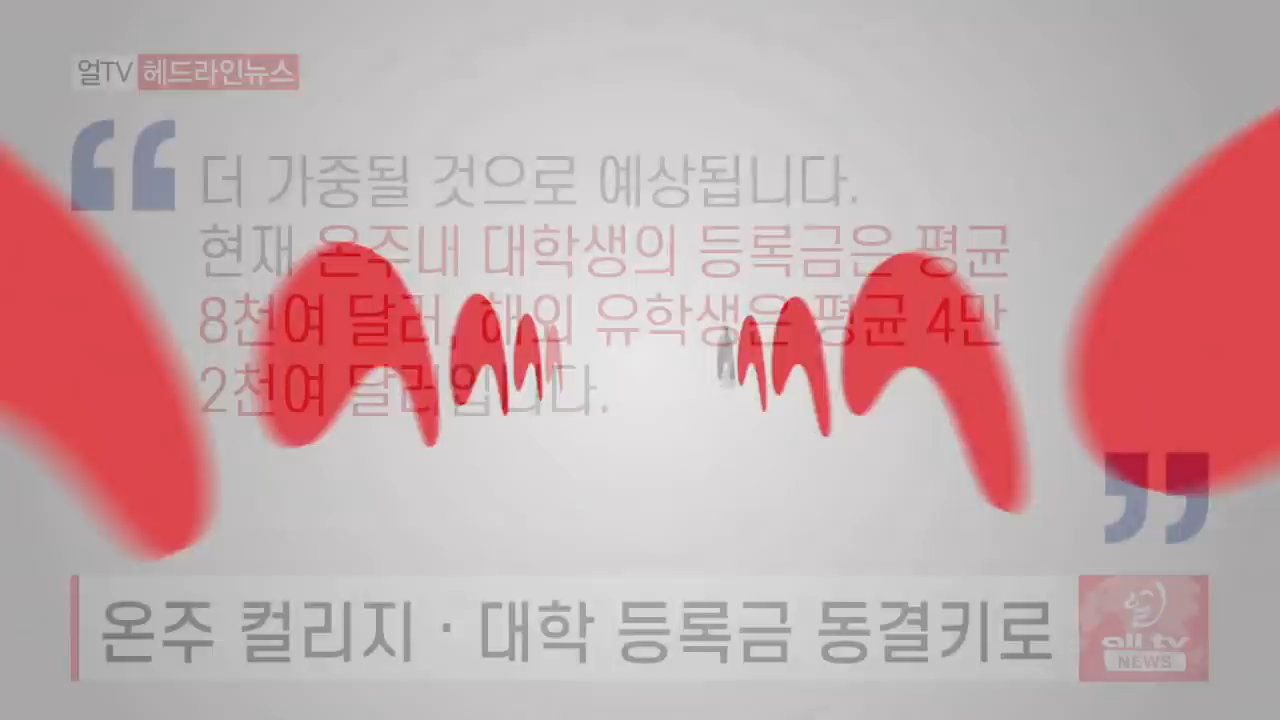 얼TV 헤드라인뉴스
더 가중될 것으로 예상됩니다.
현재 온주내 대학생의 등록금은 평균
8천여 달러 해외 유학생은 평균 4만
2천여 달러입니다.
온주 컬리지 · 대학 등록금 동결키로
얼
all tv
NEWS